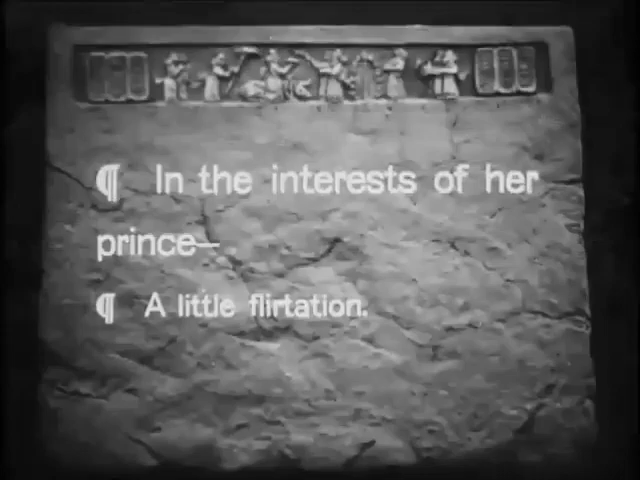 ¶ In the interests of her
prince—
¶ A little flirtation.